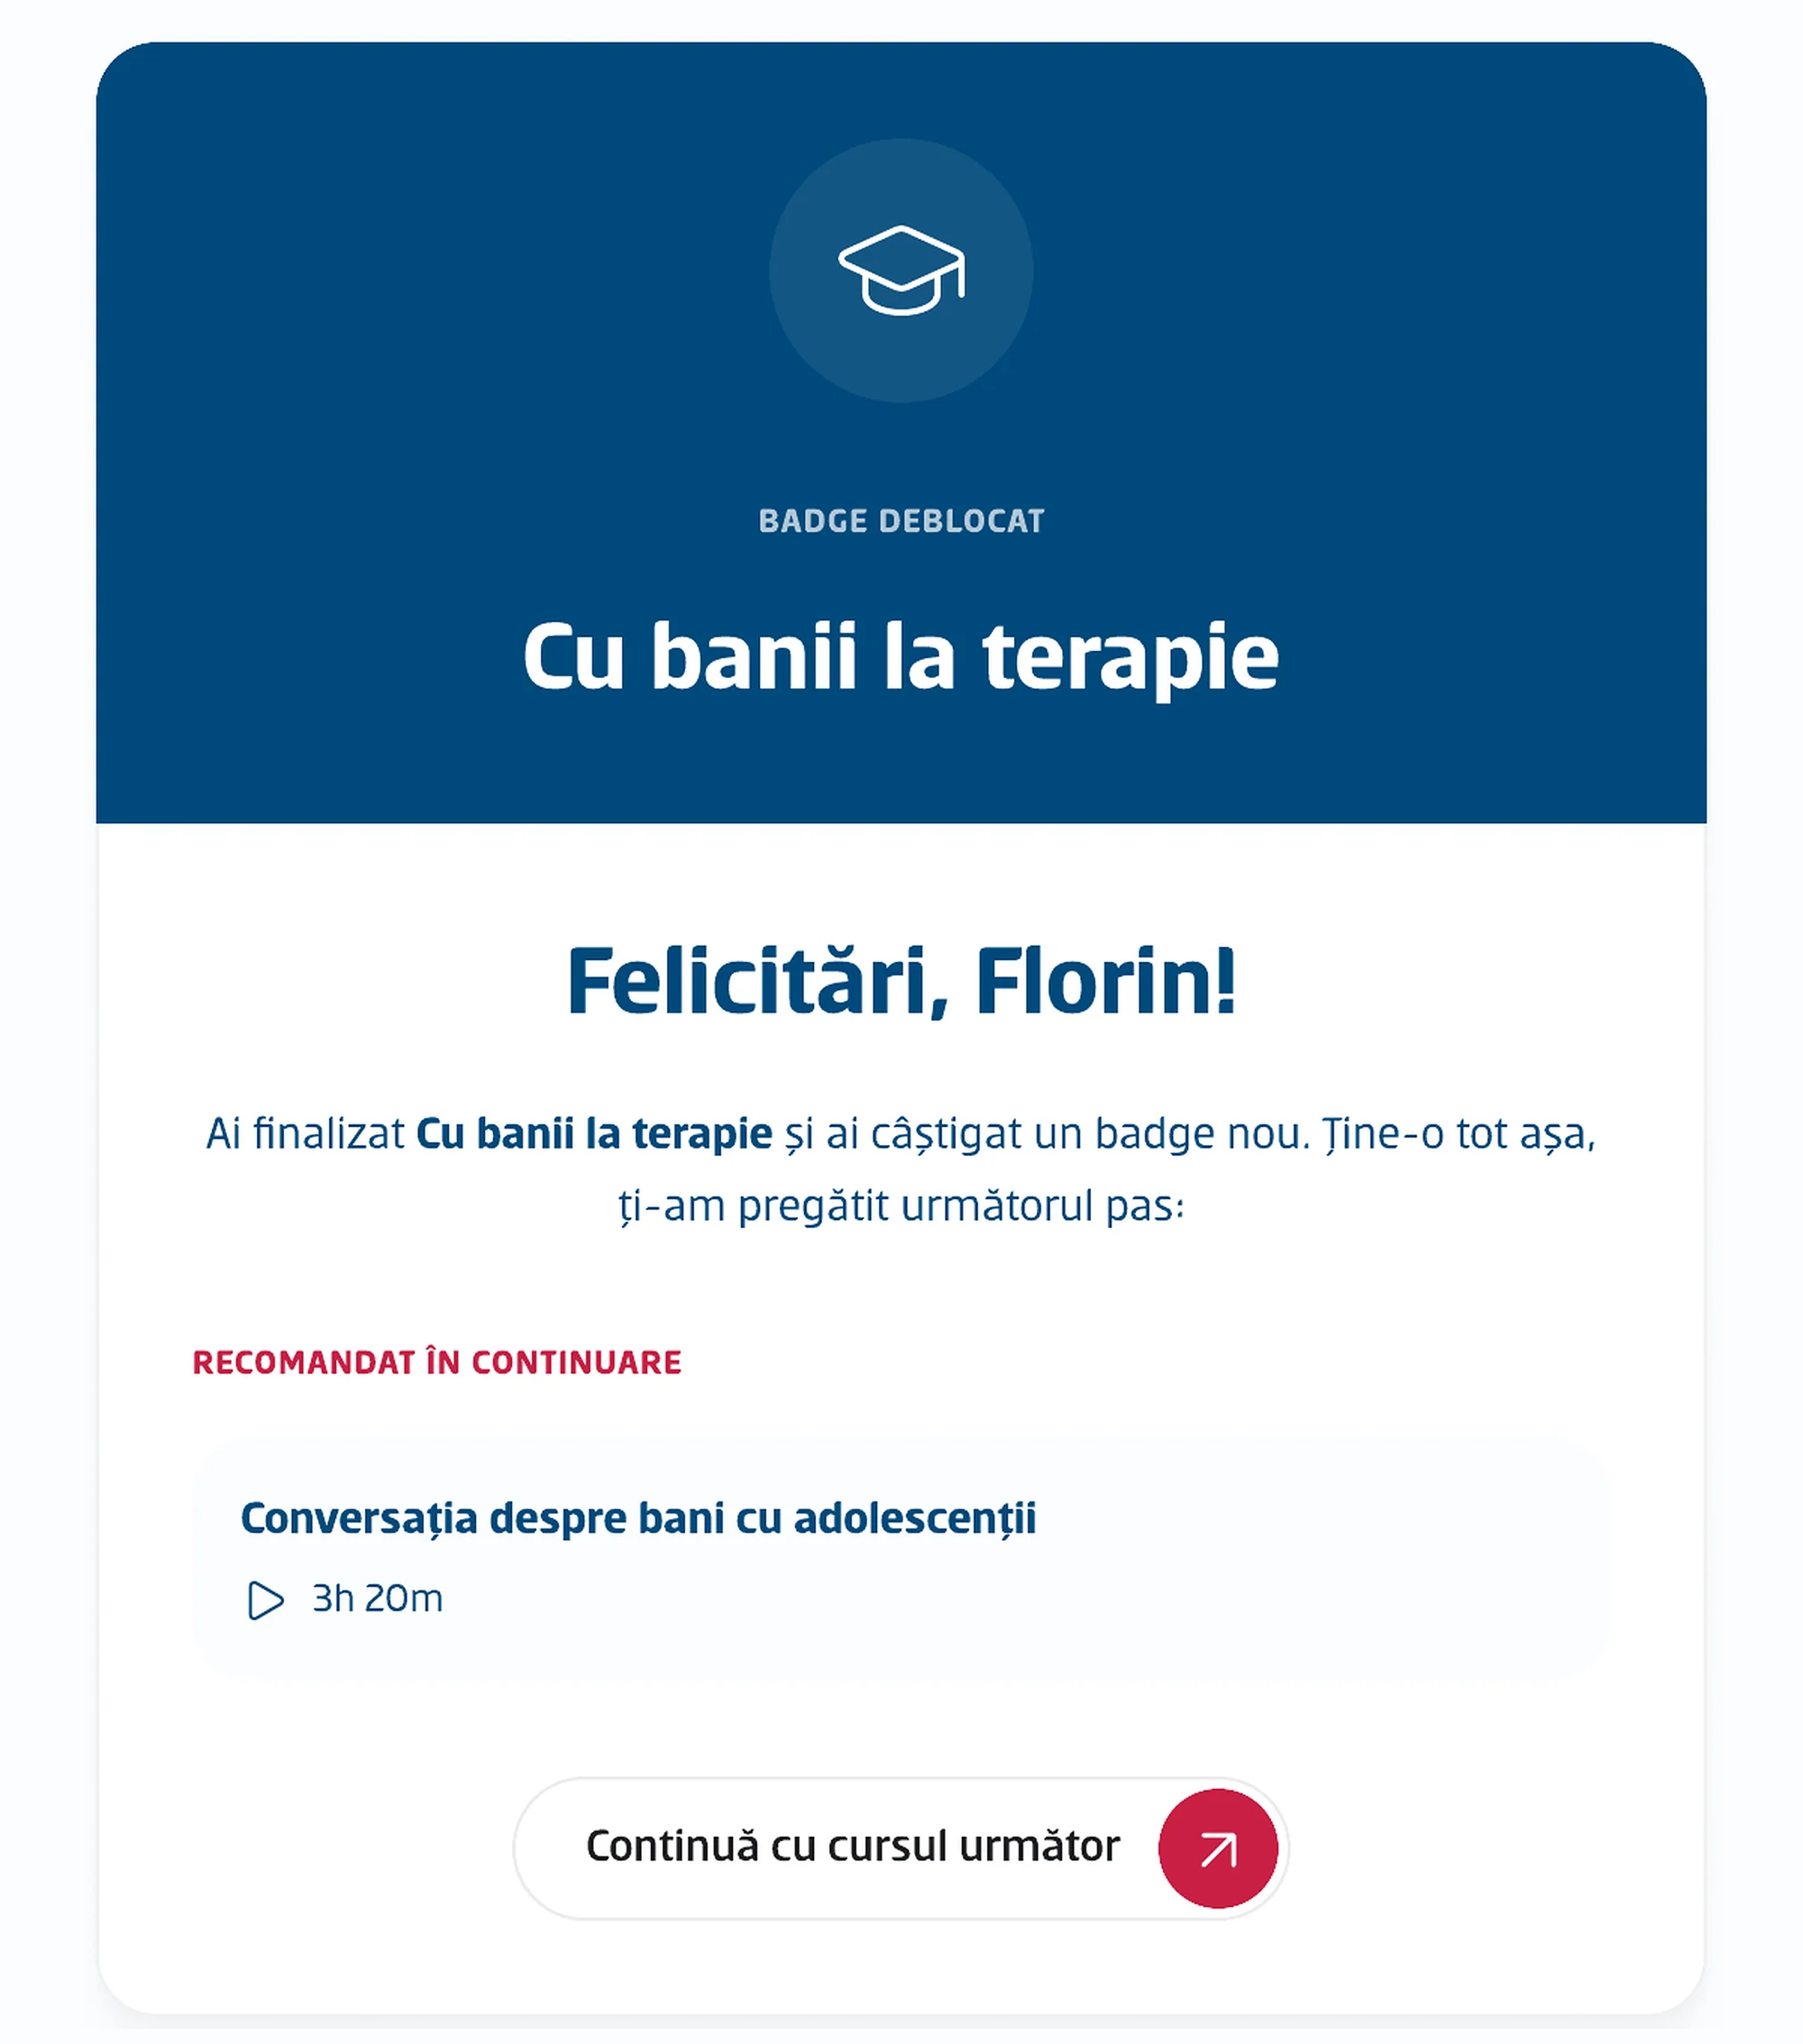 BADGE DEBLOCAT
Cu banii la terapie
Felicitări, Florin!
Ai finalizat Cu banii la terapie și ai câștigat un badge nou. Ține-o tot așa,
ți-am pregătit următorul pas:
RECOMANDAT ÎN CONTINUARE
Conversația despre bani cu adolescenții
3h 20m
Continuă cu cursul următor